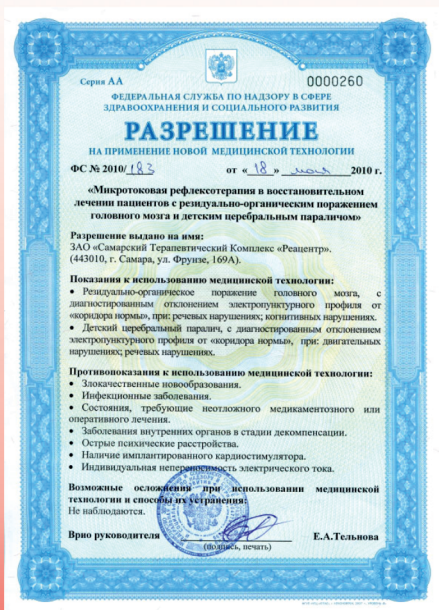 Серия АА 0000260
ФЕДЕРАЛЬНАЯ СЛУЖБА ПО НАДЗОРУ В СФЕРЕ
ЗДРАВООХРАНЕНИЯ И СОЦИАЛЬНОГО РАЗВИТИЯ
РАЗРЕШЕНИЕ
НА ПРИМЕНЕНИЕ НОВОЙ МЕДИЦИНСКОЙ ТЕХНОЛОГИИ
ФС № 2010/183 от «18» 2010 г.
«Микротоковая рефлексотерапия в восстановительном
лечении пациентов с резидуально-органическим поражением
головного мозга и детским церебральным параличом»
Разрешение выдано на имя:
ЗАО «Самарский Терапевтический Комплекс «Реацентр».
(443010, г. Самара, ул. Фрунзе, 169А).
Показания к использованию медицинской технологии:
• Резидуально-органическое поражение головного мозга, с
диагностированным отклонением электропунктурного профиля от
«коридора нормы», при: речевых нарушениях; когнитивных нарушениях.
• Детский церебральный паралич, с диагностированным отклонением
электропунктурного профиля от «коридора нормы», при: двигательных
нарушениях; речевых нарушениях.
Противопоказания к использованию медицинской технологии:
• Злокачественные новообразования.
• Инфекционные заболевания.
• Состояния, требующие неотложного медикаментозного или
оперативного лечения.
• Заболевания внутренних органов в стадии декомпенсации.
• Острые психические расстройства.
• Наличие имплантированного кардиостимулятора.
• Индивидуальная непереносимость электрического тока.
Возможные осложнения при использовании медицинской
технологии и способы их устранения:
Не наблюдаются.
Врио руководителя Е.А.Тельнова
(подпись, печать)